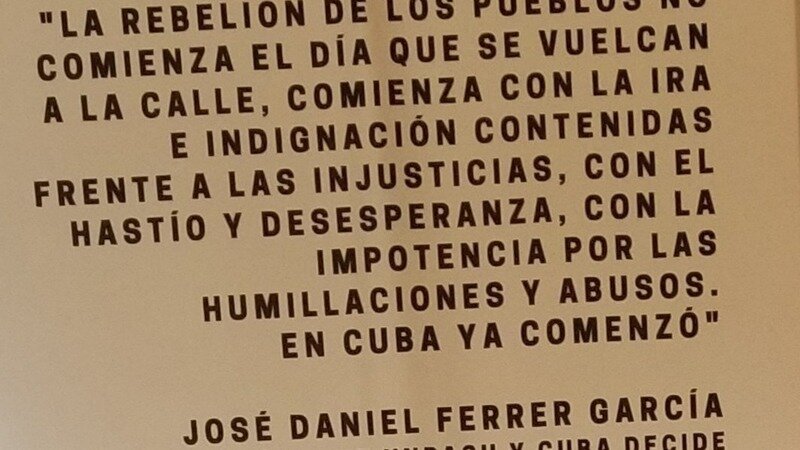 "LA REBELIÓN DE LOS PUEBLOS NO
COMIENZA EL DÍA QUE SE VUELCAN
A LA CALLE, COMIENZA CON LA IRA
E INDIGNACIÓN CONTENIDAS
FRENTE A LAS INJUSTICIAS, CON EL
HASTÍO Y DESESPERANZA, CON LA
IMPOTENCIA POR LAS
HUMILLACIONES Y ABUSOS.
EN CUBA YA COMENZÓ"
JOSÉ DANIEL FERRER GARCÍA
Y CUBA DECIDE